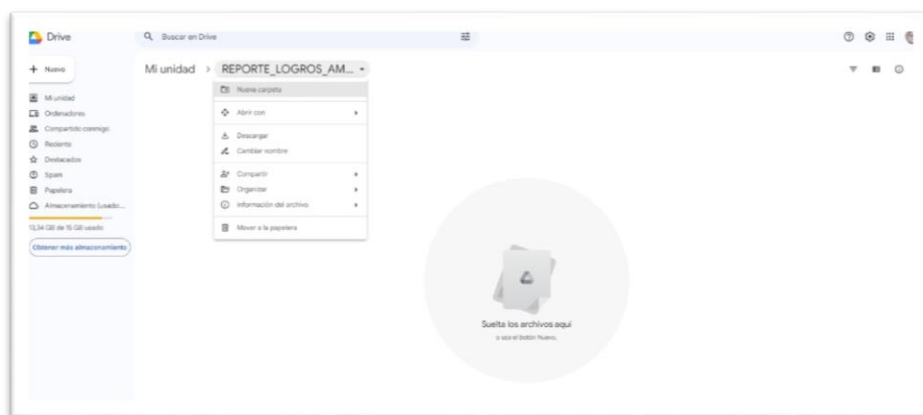 Drive
Buscar en Drive
Nuevo
Mi unidad > REPORTE_LOGROS_AM...
Mi unidad
Ordenadores
Compartido conmigo
Reciente
Destacados
Spam
Papelera
Almacenamiento (usado...
13,34 GB de 15 GB usado
Obtener más almacenamiento
Nueva carpeta
Abrir con
Descargar
Cambiar nombre
Compartir
Organizar
Información del archivo
Mover a la papelera
Suelta los archivos aquí
o usa el botón Nuevo.